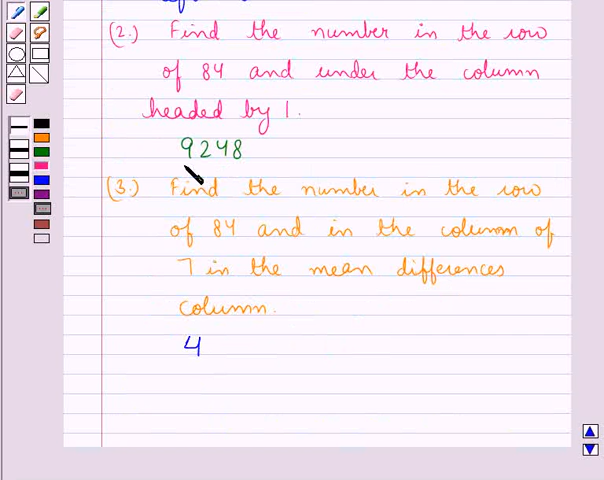 (2.) Find the number in the row
of 84 and under the column
headed by 1.
9248
(3.) Find the number in the row
of 84 and in the column of
7 in the mean differences
column.
4